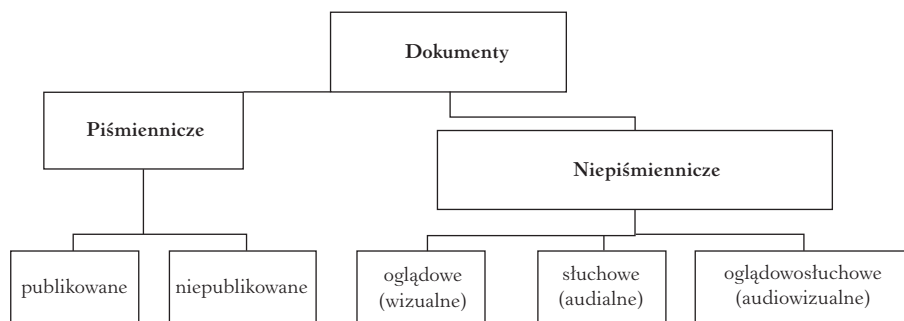 Dokumenty
Piśmiennicze
Niepiśmiennicze
publikowane
niepublikowane
oglądowe
(wizualne)
słuchowe
(audialne)
oglądowosłuchowe
(audiowizualne)